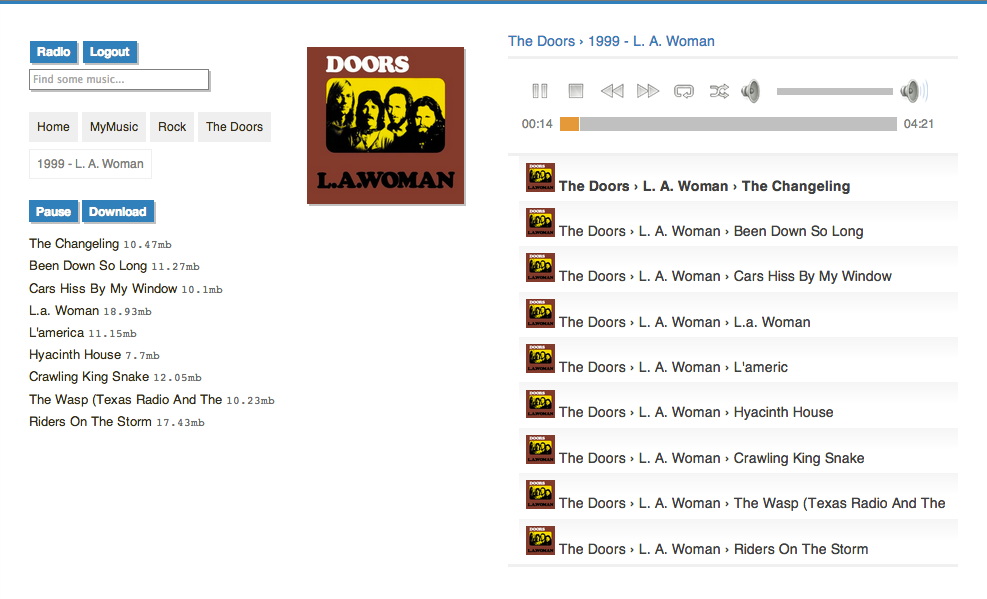 Radio Logout
Find some music...
Home MyMusic Rock The Doors
1999 - L. A. Woman
Pause Download
The Changeling 10.47mb
Been Down So Long 11.27mb
Cars Hiss By My Window 10.1mb
L.a. Woman 18.93mb
L'america 11.15mb
Hyacinth House 7.7mb
Crawling King Snake 12.05mb
The Wasp (Texas Radio And The 10.23mb
Riders On The Storm 17.43mb
DOORS
L.A.WOMAN
The Doors › 1999 - L. A. Woman
00:14 04:21
The Doors › L. A. Woman › The Changeling
The Doors › L. A. Woman › Been Down So Long
The Doors › L. A. Woman › Cars Hiss By My Window
The Doors › L. A. Woman › L.a. Woman
The Doors › L. A. Woman › L'americ
The Doors › L. A. Woman › Hyacinth House
The Doors › L. A. Woman › Crawling King Snake
The Doors › L. A. Woman › The Wasp (Texas Radio And The
The Doors › L. A. Woman › Riders On The Storm